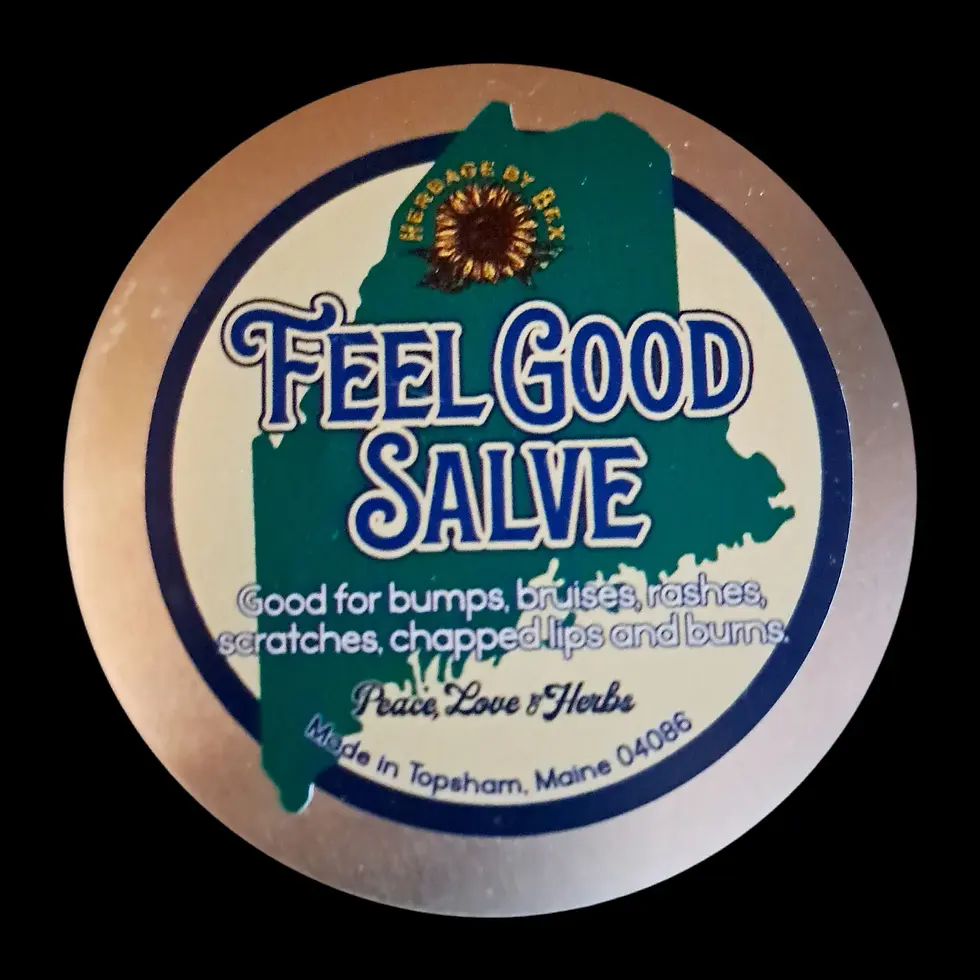 HERBAGE BY BEX
FEEL GOOD
SALVE
Good for bumps, bruises, rashes,
scratches, chapped lips and burns.
Peace, Love & Herbs
Made in Topsham, Maine 04086